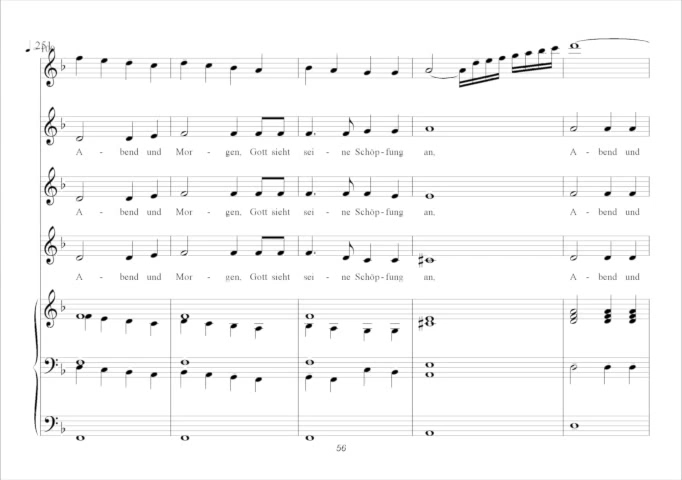 A - bend und Mor - gen, Gott sieht sei - ne Schöp - fung an, A - bend und
A - bend und Mor - gen, Gott sieht sei - ne Schöp - fung an, A - bend und
A - bend und Mor - gen, Gott sieht sei - ne Schöp - fung an, A - bend und
56